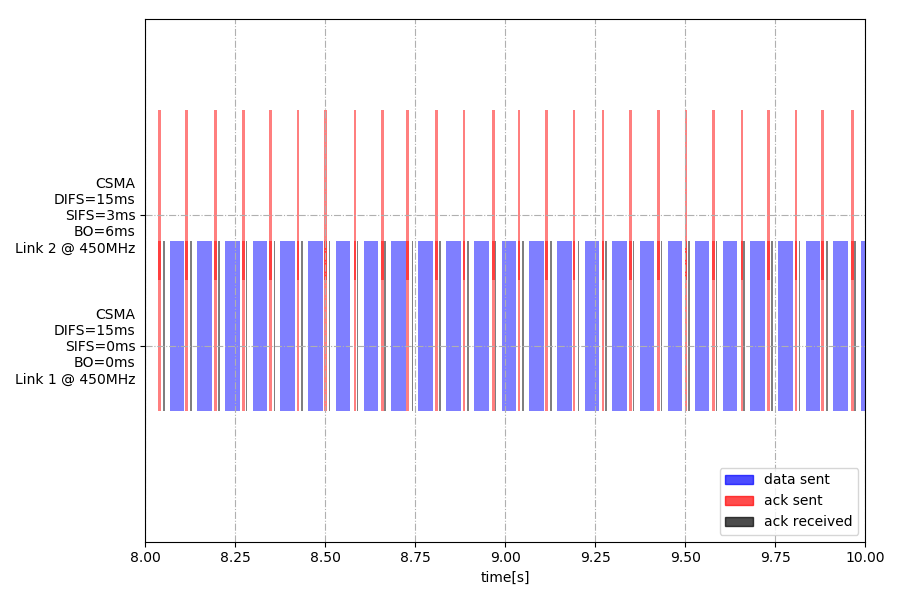 CSMA
DIFS=15ms
SIFS=3ms
BO=6ms
Link 2 @ 450MHz
CSMA
DIFS=15ms
SIFS=0ms
BO=0ms
Link 1 @ 450MHz
data sent
ack sent
ack received
8.00 8.25 8.50 8.75 9.00 9.25 9.50 9.75 10.00
time[s]